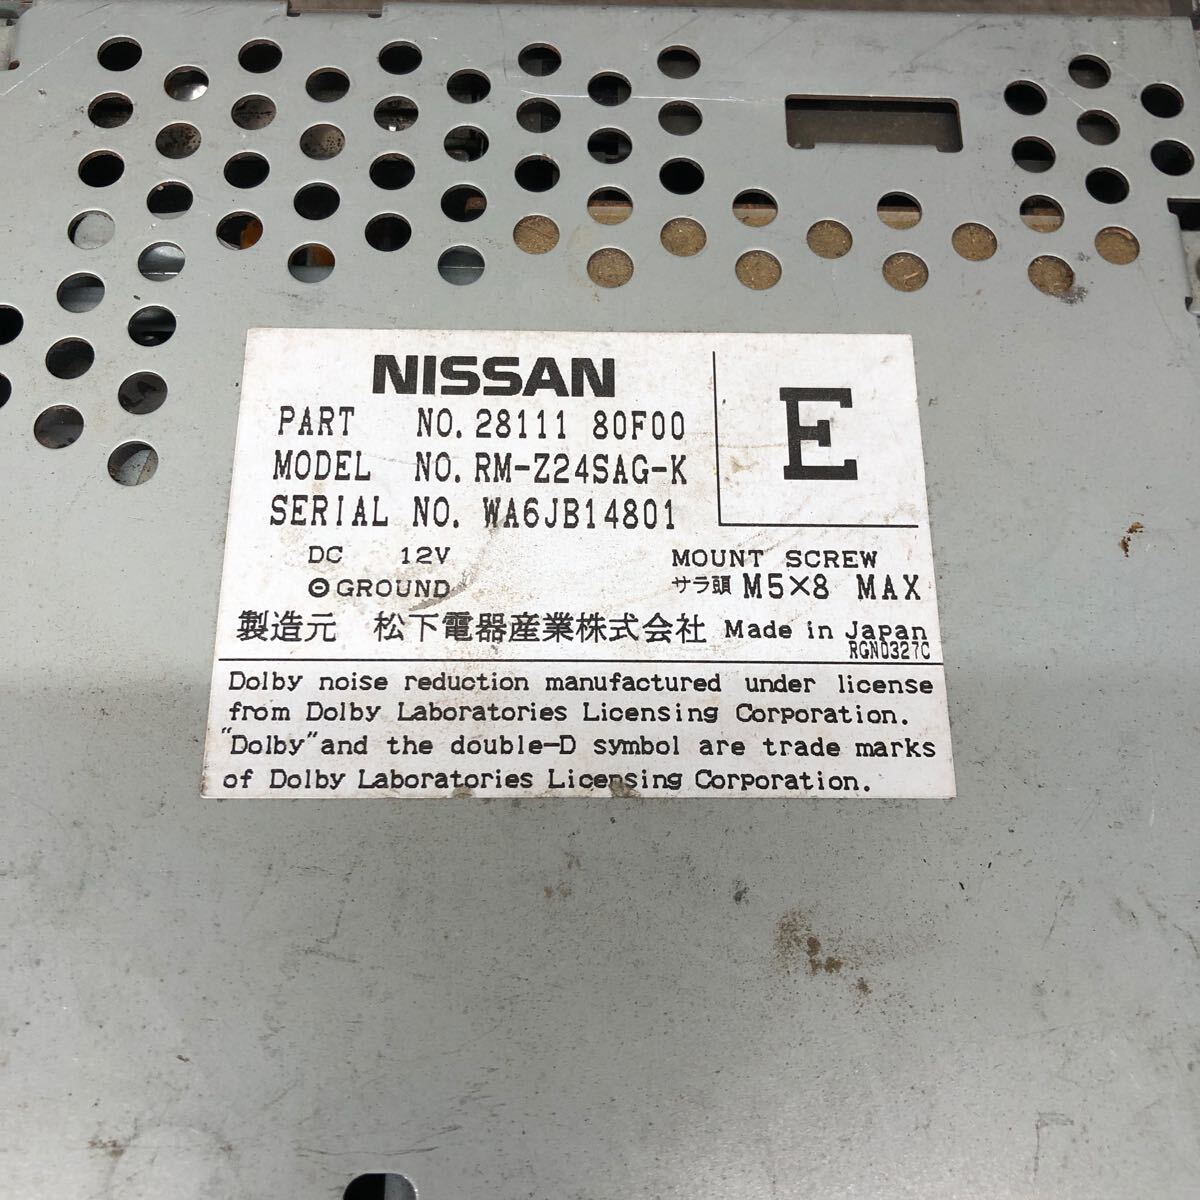 NISSAN
E
PART NO. 28111 80F00
MODEL NO. RM-Z24SAG-K
SERIAL NO. WA6JB14801
DC 12V
⊖ GROUND
MOUNT SCREW
サラ頭 M5×8 MAX
製造元 松下電器産業株式会社 Made in Japan
RGN0327C
Dolby noise reduction manufactured under license
from Dolby Laboratories Licensing Corporation.
"Dolby" and the double-D symbol are trade marks
of Dolby Laboratories Licensing Corporation.